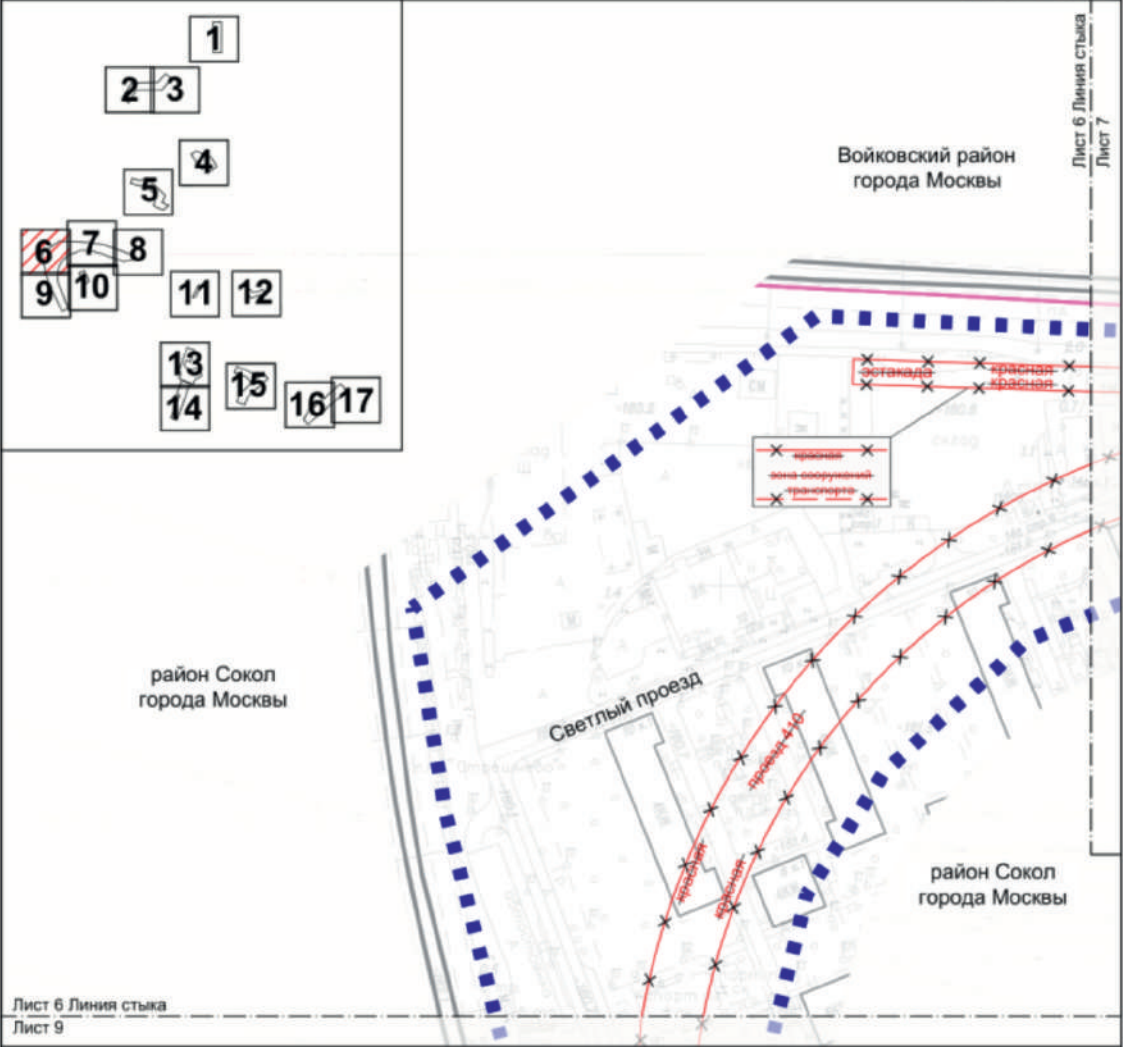 1
2 3
4
5
6 7 8
9 10 11 12
13
14 15 16 17
Лист 6 Линия стыка
Лист 7
Войковский район
города Москвы
эстакада
красная
красная
красная
зона сооружений
транспорта
район Сокол
города Москвы
Светлый проезд
проезд 410
красная
красная
район Сокол
города Москвы
Лист 6 Линия стыка
Лист 9